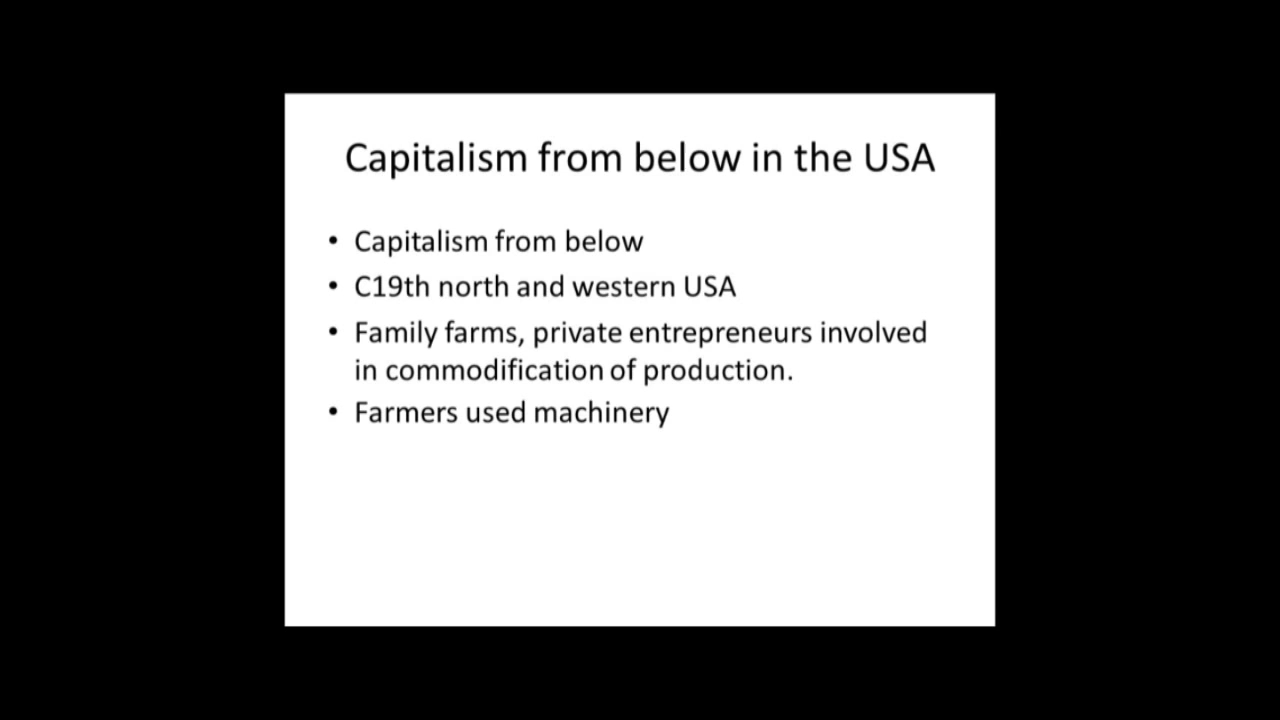 Capitalism from below in the USA
• Capitalism from below
• C19th north and western USA
• Family farms, private entrepreneurs involved
in commodification of production.
• Farmers used machinery